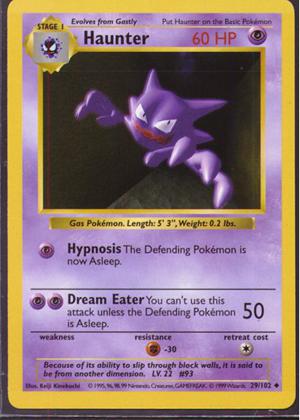 STAGE 1
Evolves from Gastly
Put Haunter on the Basic Pokémon
Haunter
60 HP
Gas Pokémon. Length: 5' 3", Weight: 0.2 lbs.
Hypnosis The Defending Pokémon is
now Asleep.
Dream Eater You can't use this
attack unless the Defending Pokémon
is Asleep.
50
weakness
resistance
retreat cost
-30
Because of its ability to slip through block walls, it is said to
be from another dimension. LV. 22 #93
Illus. Keiji Kinebuchi
© 1995, 96, 98, 99 Nintendo, Creatures, GAMEFREAK. © 1999 Wizards.
29/102